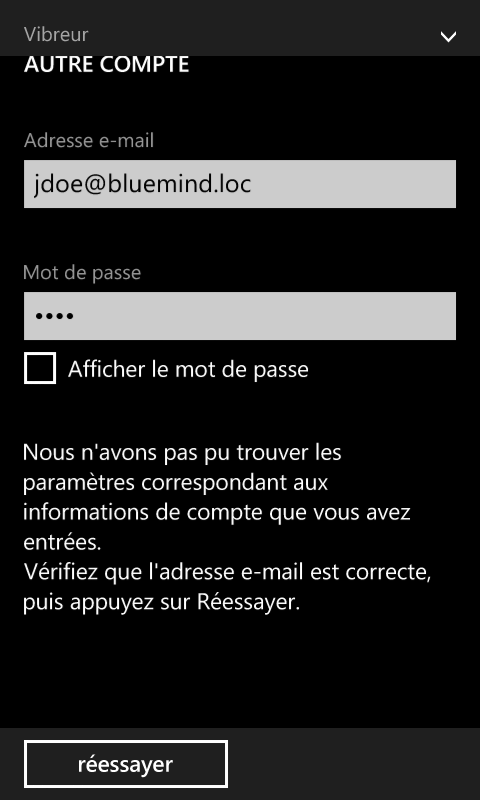 Vibreur
AUTRE COMPTE
Adresse e-mail
jdoe@bluemind.loc
Mot de passe
••••
Afficher le mot de passe
Nous n'avons pas pu trouver les
paramètres correspondant aux
informations de compte que vous avez
entrées.
Vérifiez que l'adresse e-mail est correcte,
puis appuyez sur Réessayer.
réessayer